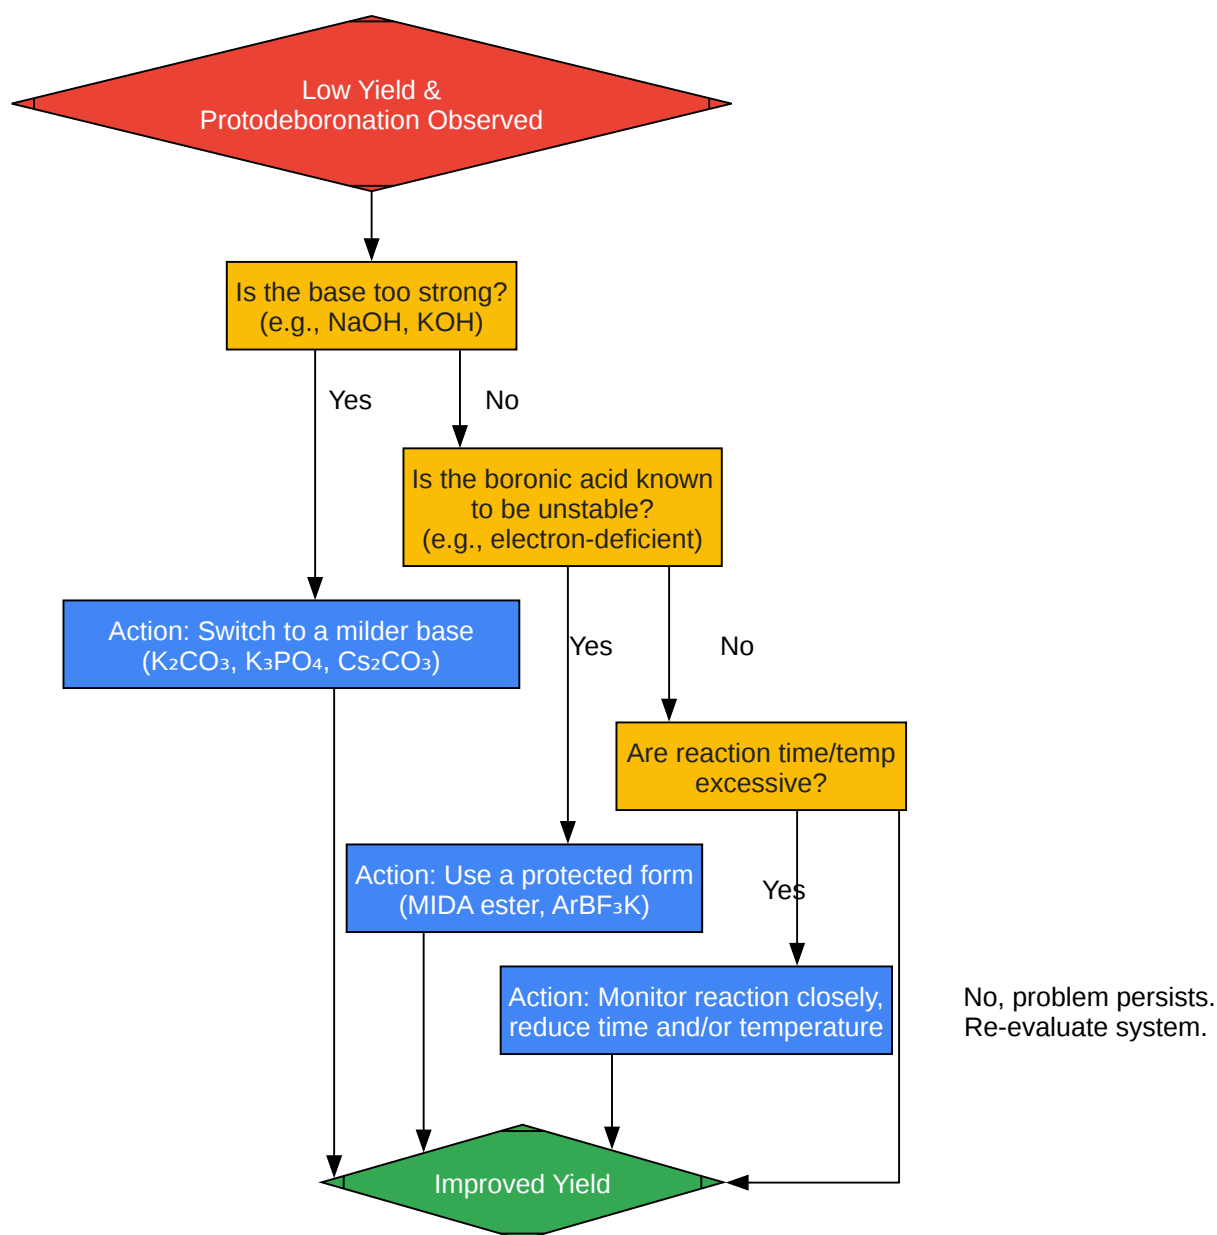 Low Yield &
Protodeboronation Observed
Is the base too strong?
(e.g., NaOH, KOH)
Yes
No
Is the boronic acid known
to be unstable?
(e.g., electron-deficient)
Action: Switch to a milder base
(K₂CO₃, K₃PO₄, Cs₂CO₃)
Yes
No
Are reaction time/temp
excessive?
Action: Use a protected form
(MIDA ester, ArBF₃K)
Yes
Action: Monitor reaction closely,
reduce time and/or temperature
No, problem persists.
Re-evaluate system.
Improved Yield